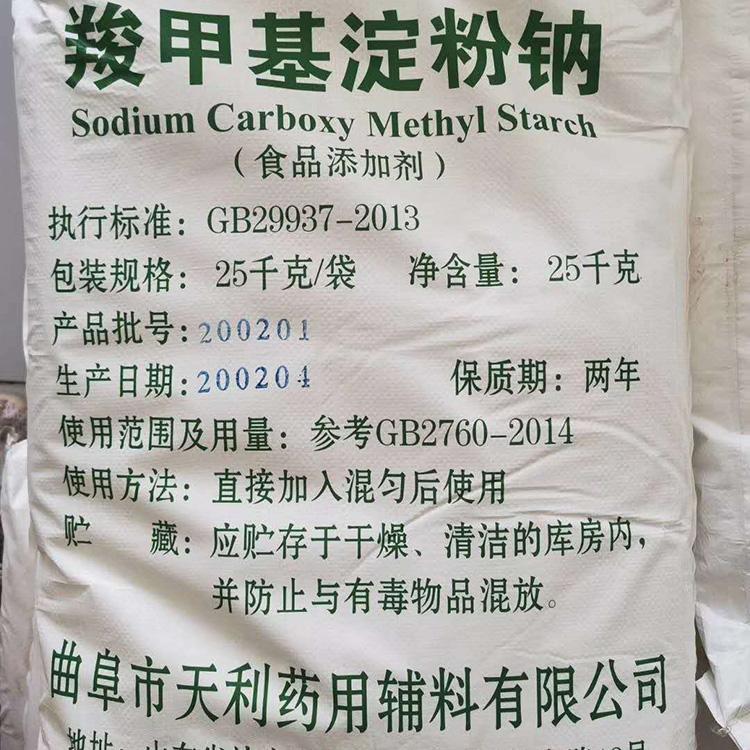 羧甲基淀粉钠
Sodium Carboxy Methyl Starch
（食品添加剂）
执行标准：GB29937-2013
包装规格：25千克/袋 净含量：25千克
产品批号：200201
生产日期：200204 保质期：两年
使用范围及用量：参考GB2760-2014
使用方法：直接加入混匀后使用
贮 藏：应贮存于干燥、清洁的库房内，
并防止与有毒物品混放。
曲阜市天利药用辅料有限公司
地址：山东省